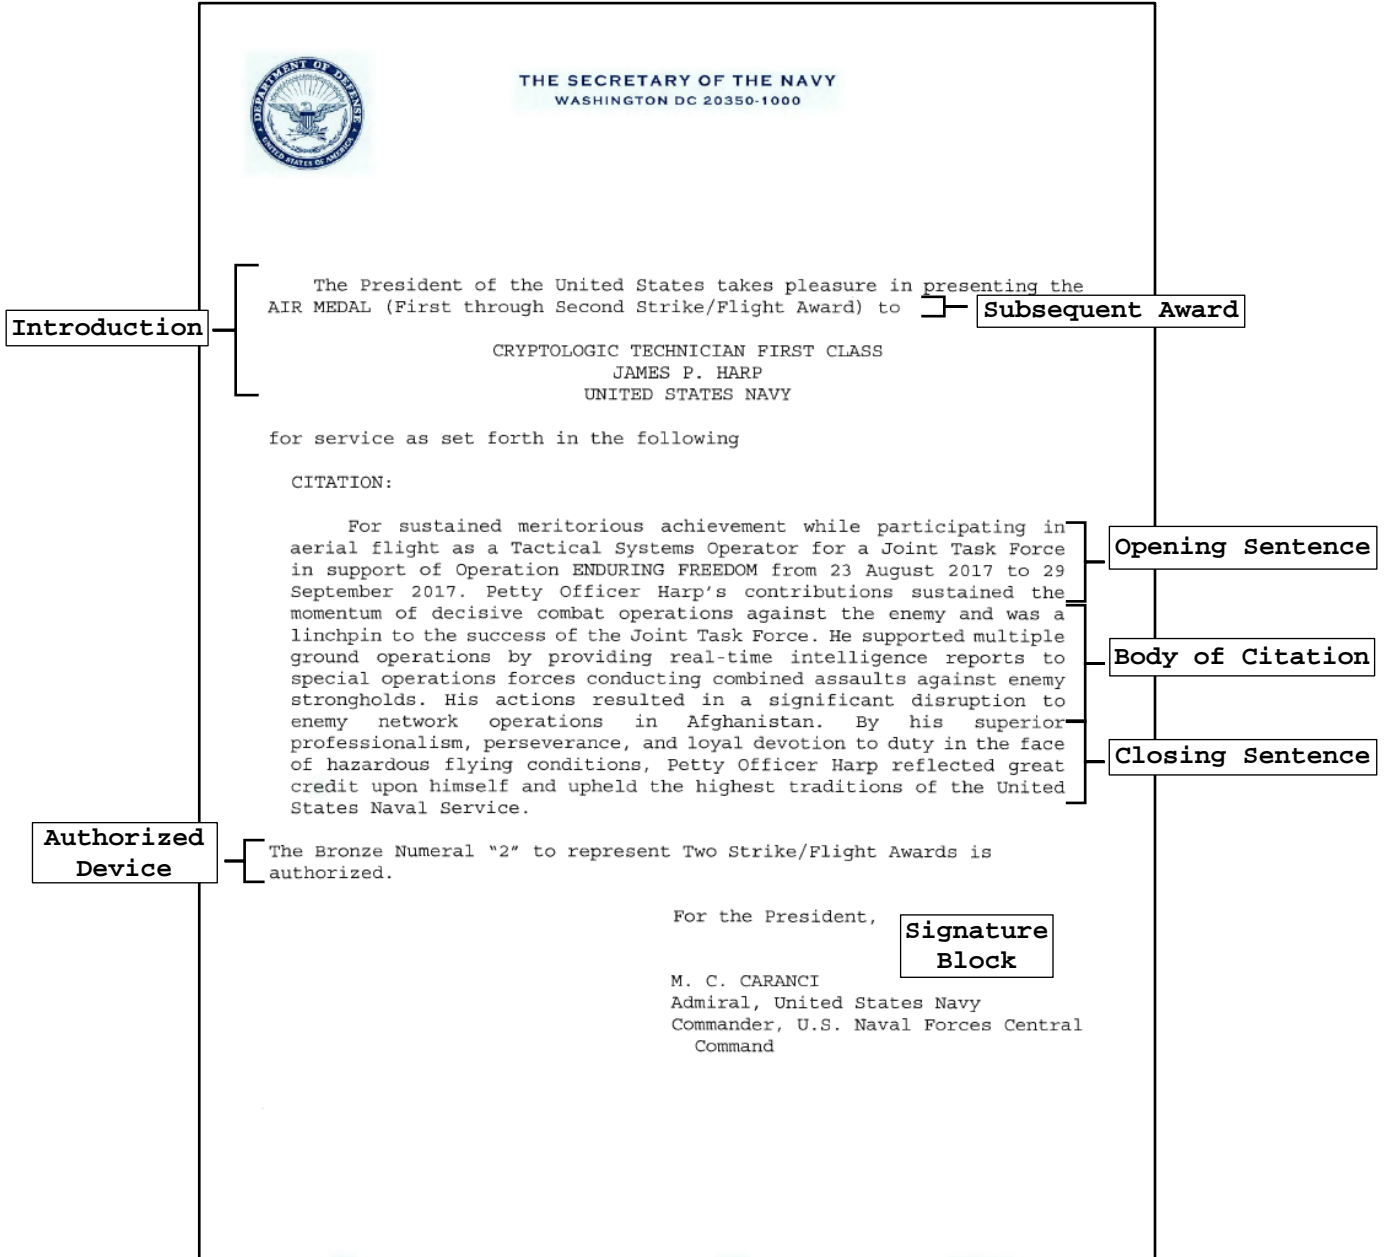 DEPARTMENT OF DEFENSE
UNITED STATES OF AMERICA
THE SECRETARY OF THE NAVY
WASHINGTON DC 20350-1000
The President of the United States takes pleasure in presenting the
AIR MEDAL (First through Second Strike/Flight Award) to
Subsequent Award
Introduction
CRYPTOLOGIC TECHNICIAN FIRST CLASS
JAMES P. HARP
UNITED STATES NAVY
for service as set forth in the following
CITATION:
For sustained meritorious achievement while participating in
aerial flight as a Tactical Systems Operator for a Joint Task Force
in support of Operation ENDURING FREEDOM from 23 August 2017 to 29
September 2017. Petty Officer Harp's contributions sustained the
momentum of decisive combat operations against the enemy and was a
linchpin to the success of the Joint Task Force. He supported multiple
ground operations by providing real-time intelligence reports to
special operations forces conducting combined assaults against enemy
strongholds. His actions resulted in a significant disruption to
enemy network operations in Afghanistan. By his superior
professionalism, perseverance, and loyal devotion to duty in the face
of hazardous flying conditions, Petty Officer Harp reflected great
credit upon himself and upheld the highest traditions of the United
States Naval Service.
Opening Sentence
Body of Citation
Closing Sentence
Authorized
Device
The Bronze Numeral "2" to represent Two Strike/Flight Awards is
authorized.
For the President,
Signature
Block
M. C. CARANCI
Admiral, United States Navy
Commander, U.S. Naval Forces Central
Command